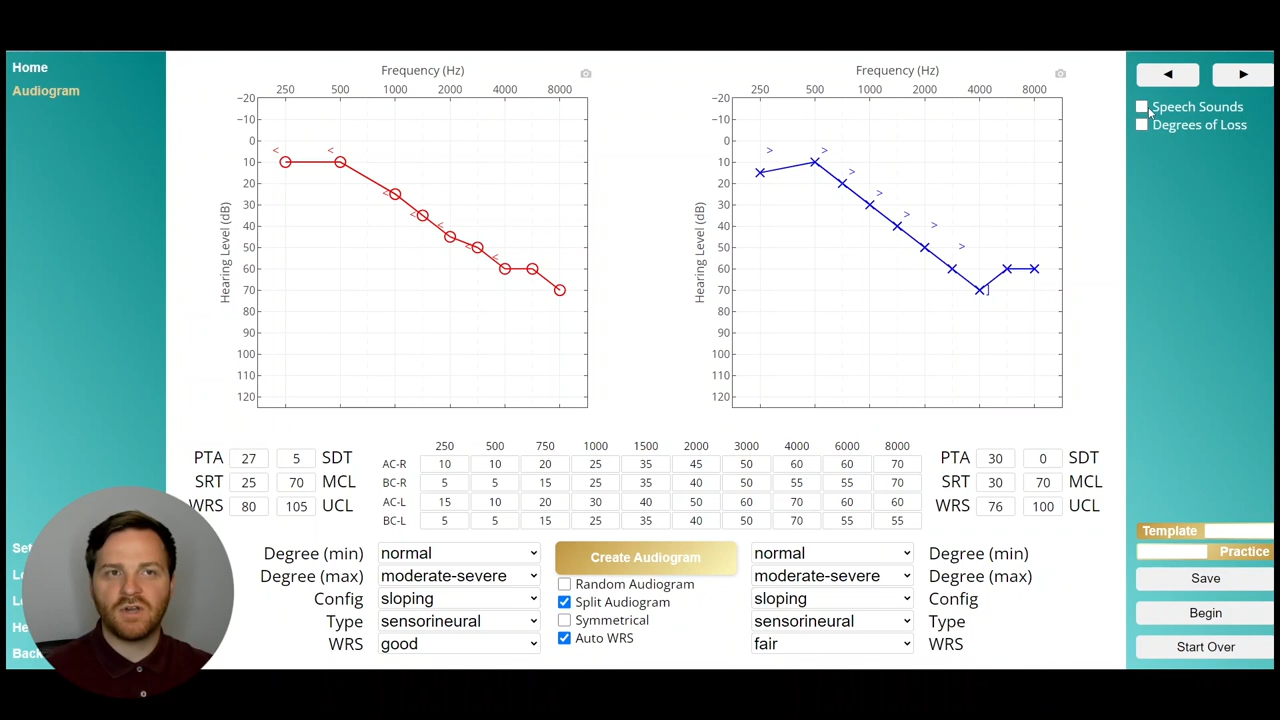 Home
Audiogram
Frequency (Hz)
250 500 1000 2000 4000 8000
Hearing Level (dB)
−20
−10
0
10
20
30
40
50
60
70
80
90
100
110
120
Frequency (Hz)
250 500 1000 2000 4000 8000
Hearing Level (dB)
−20
−10
0
10
20
30
40
50
60
70
80
90
100
110
120
Speech Sounds
Degrees of Loss
PTA 27 5 SDT
SRT 25 70 MCL
WRS 80 105 UCL
250 500 750 1000 1500 2000 3000 4000 6000 8000
AC-R 10 10 20 25 35 45 50 60 60 70
BC-R 5 5 15 25 35 40 50 55 55 70
AC-L 15 10 20 30 40 50 60 70 60 60
BC-L 5 5 15 25 35 40 50 70 55 55
PTA 30 0 SDT
SRT 30 70 MCL
WRS 76 100 UCL
Degree (min) normal
Degree (max) moderate-severe
Config sloping
Type sensorineural
WRS good
Create Audiogram
Random Audiogram
Split Audiogram
Symmetrical
Auto WRS
normal Degree (min)
moderate-severe Degree (max)
sloping Config
sensorineural Type
fair WRS
Template
Practice
Save
Begin
Start Over